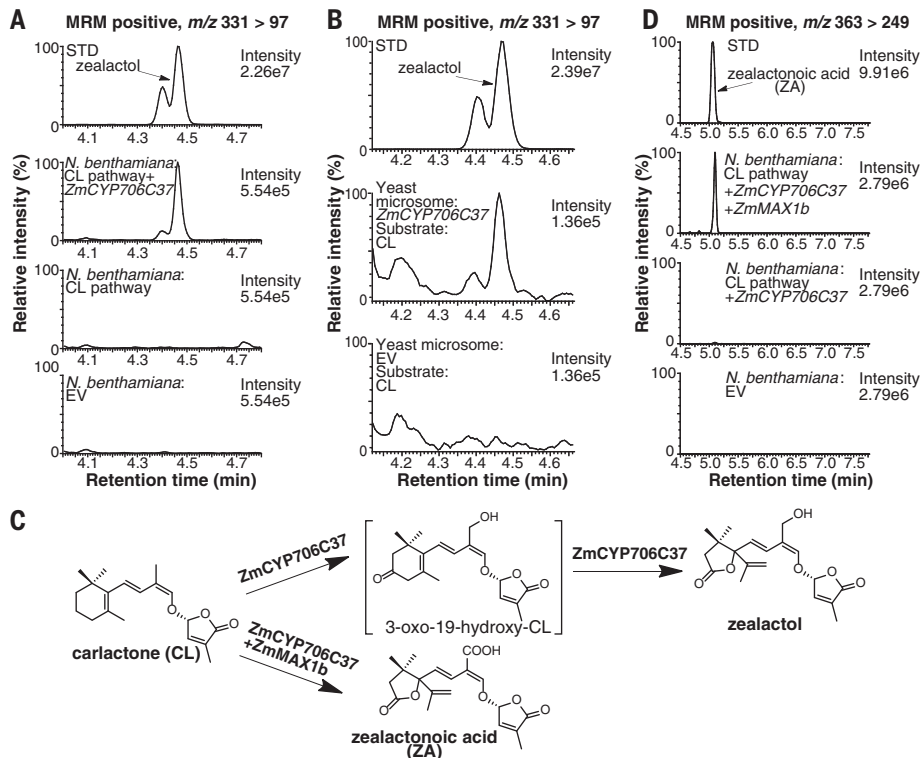 A
MRM positive, m/z 331 > 97
100
STD
zealactol
Intensity
2.26e7
0
4.1 4.3 4.5 4.7
100
N. benthamiana:
CL pathway+
ZmCYP706C37
Intensity
5.54e5
0
4.1 4.3 4.5 4.7
100
N. benthamiana:
CL pathway
Intensity
5.54e5
0
4.1 4.3 4.5 4.7
100
N. benthamiana:
EV
Intensity
5.54e5
0
4.1 4.3 4.5 4.7
Relative intensity (%)
Retention time (min)
B
MRM positive, m/z 331 > 97
100
STD
zealactol
Intensity
2.39e7
0
4.2 4.3 4.4 4.5 4.6
100
Yeast
microsome:
ZmCYP706C37
Substrate:
CL
Intensity
1.36e5
0
4.2 4.3 4.4 4.5 4.6
100
Yeast microsome:
EV
Substrate:
CL
Intensity
1.36e5
0
4.2 4.3 4.4 4.5 4.6
Relative intensity (%)
Retention time (min)
D
MRM positive, m/z 363 > 249
100
STD
zealactonoic acid
(ZA)
Intensity
9.91e6
0
4.5 5.0 5.5 6.0 6.5 7.0 7.5
100
N. benthamiana:
CL pathway
+ZmCYP706C37
+ZmMAX1b
Intensity
2.79e6
0
4.5 5.0 5.5 6.0 6.5 7.0 7.5
100
N. benthamiana:
CL pathway
+ZmCYP706C37
Intensity
2.79e6
0
4.5 5.0 5.5 6.0 6.5 7.0 7.5
100
N. benthamiana:
EV
Intensity
2.79e6
0
4.5 5.0 5.5 6.0 6.5 7.0 7.5
Relative intensity (%)
Retention time (min)
C
O
O
O
carlactone (CL)
ZmCYP706C37
OH
O
O
O
O
3-oxo-19-hydroxy-CL
ZmCYP706C37
OH
O
O
O
O
O
zealactol
ZmCYP706C37
+ZmMAX1b
COOH
O
O
O
O
O
zealactonoic acid
(ZA)